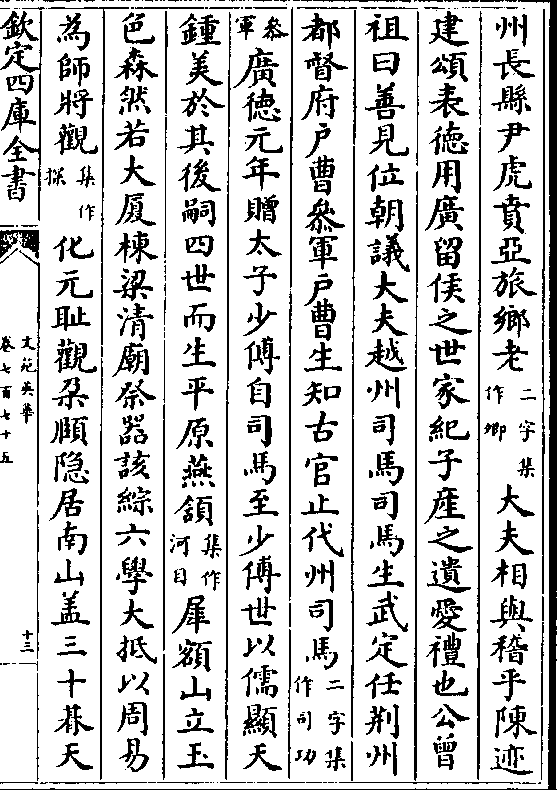 州長縣尹虎賁亞旅鄉老二字集作鄉大夫相與稽乎陳迹
建頌表徳用廣留侯之世家紀子産之遺愛禮也公曾
祖曰善見位朝議大夫越州司馬司馬生武定任荆州
都督府戸曹叅軍戸曹生知古官止代州司馬二字集作司功
叅軍廣徳元年贈太子少傅自司馬至少傅世以儒顯天
鍾美於其後嗣四世而生平原燕頷集作河目犀額山立玉
色森然若大厦棟梁清廟祭器該綜六學大抵以周易
為師將觀集作探化元耻觀朶頤隐居南山盖三十朞天
欽定四庫全書
文苑英華
卷七百七十五
十三